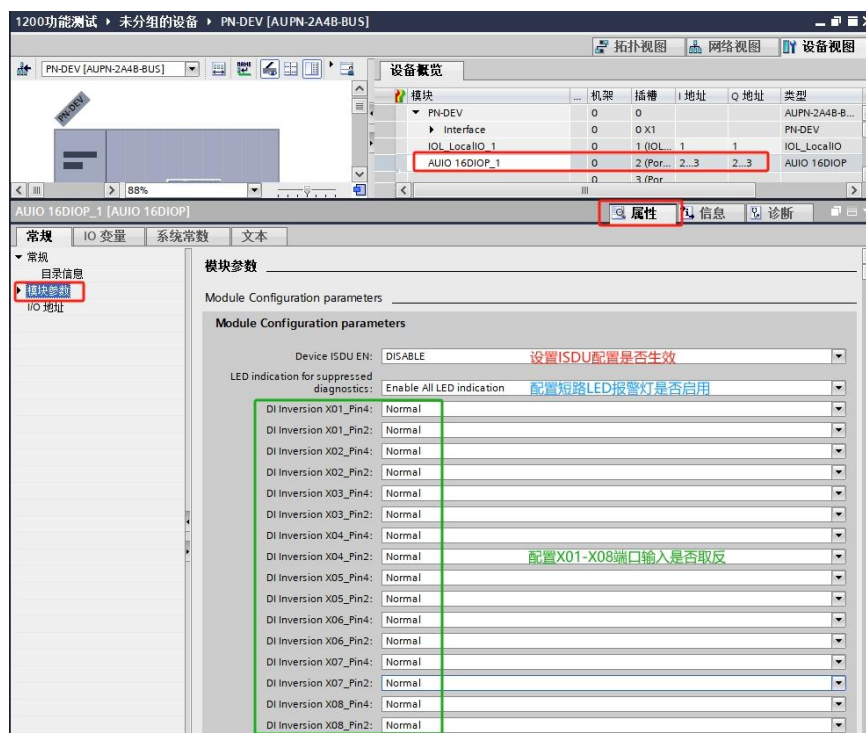 1200功能测试 ▸ 未分组的设备 ▸ PN-DEV [AUPN-2A4B-BUS]
拓扑视图 网络视图 设备视图
PN-DEV [AUPN-2A4B-BUS]
设备概览
模块 ... 机架 插槽 I 地址 Q 地址 类型
PN-DEV 0 0 AUPN-2A4B-B...
Interface 0 0 X1 PN-DEV
IOL_LocalIO_1 0 1 (IOL... 1 1 IOL_LocalIO
AUIO 16DIOP_1 0 2 (Por... 2...3 2...3 AUIO 16DIOP
0 3 (Por
PN-DEV
88%
AUIO 16DIOP_1 [AUIO 16DIOP]
属性 信息 诊断
常规 IO 变量 系统常数 文本
常规
目录信息
模块参数
I/O 地址
模块参数
Module Configuration parameters
Module Configuration parameters
Device ISDU EN: DISABLE 设置ISDU配置是否生效
LED indication for suppressed
diagnostics: Enable All LED indication 配置短路LED报警灯是否启用
DI Inversion X01_Pin4: Normal
DI Inversion X01_Pin2: Normal
DI Inversion X02_Pin4: Normal
DI Inversion X02_Pin2: Normal
DI Inversion X03_Pin4: Normal
DI Inversion X03_Pin2: Normal
DI Inversion X04_Pin4: Normal
DI Inversion X04_Pin2: Normal 配置X01-X08端口输入是否取反
DI Inversion X05_Pin4: Normal
DI Inversion X05_Pin2: Normal
DI Inversion X06_Pin4: Normal
DI Inversion X06_Pin2: Normal
DI Inversion X07_Pin4: Normal
DI Inversion X07_Pin2: Normal
DI Inversion X08_Pin4: Normal
DI Inversion X08_Pin2: Normal